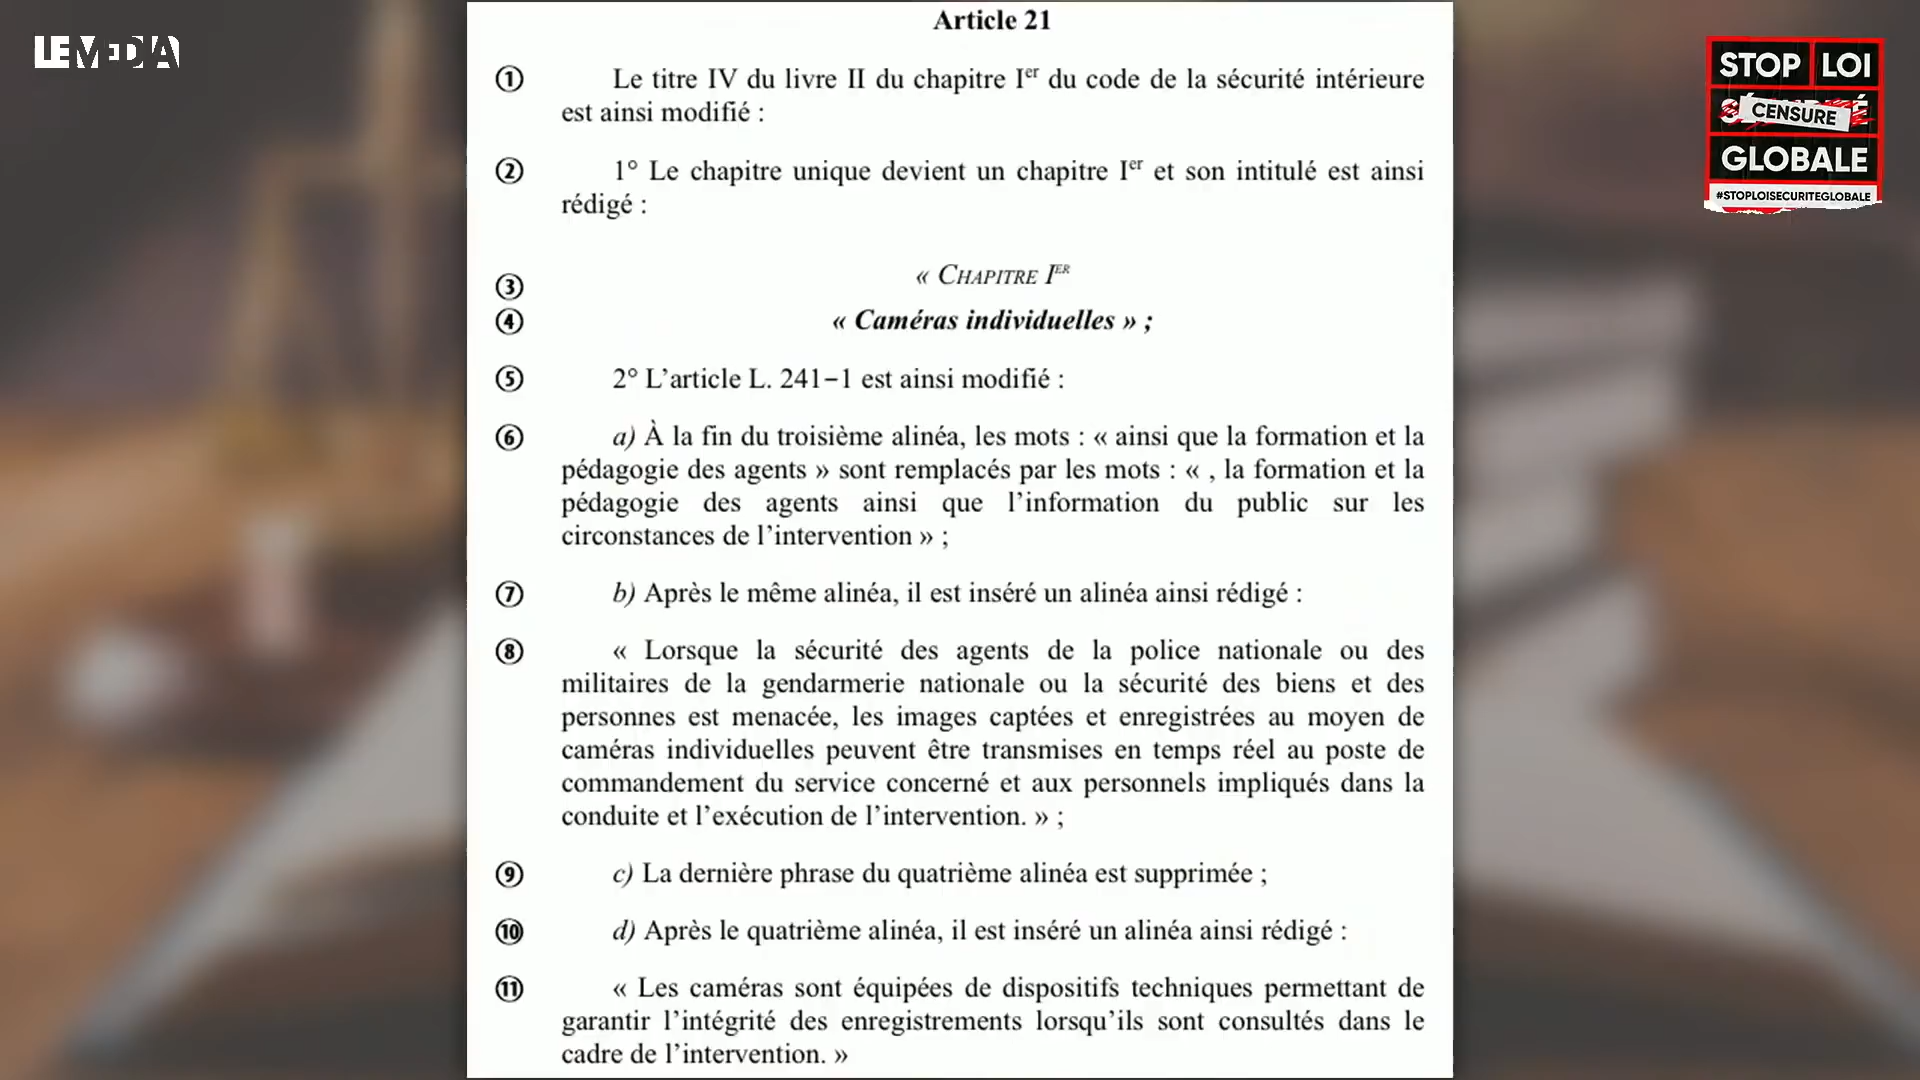 LEMEDIA
STOP LOI
CENSURE
GLOBALE
#STOPLOISECURITEGLOBALE
Article 21
① Le titre IV du livre II du chapitre Ier du code de la sécurité intérieure
est ainsi modifié :
② 1° Le chapitre unique devient un chapitre Ier et son intitulé est ainsi
rédigé :
③ « CHAPITRE IER
④ « Caméras individuelles » ;
⑤ 2° L’article L. 241–1 est ainsi modifié :
⑥ a) À la fin du troisième alinéa, les mots : « ainsi que la formation et la
pédagogie des agents » sont remplacés par les mots : « , la formation et la
pédagogie des agents ainsi que l’information du public sur les
circonstances de l’intervention » ;
⑦ b) Après le même alinéa, il est inséré un alinéa ainsi rédigé :
⑧ « Lorsque la sécurité des agents de la police nationale ou des
militaires de la gendarmerie nationale ou la sécurité des biens et des
personnes est menacée, les images captées et enregistrées au moyen de
caméras individuelles peuvent être transmises en temps réel au poste de
commandement du service concerné et aux personnels impliqués dans la
conduite et l’exécution de l’intervention. » ;
⑨ c) La dernière phrase du quatrième alinéa est supprimée ;
⑩ d) Après le quatrième alinéa, il est inséré un alinéa ainsi rédigé :
⑪ « Les caméras sont équipées de dispositifs techniques permettant de
garantir l’intégrité des enregistrements lorsqu’ils sont consultés dans le
cadre de l’intervention. »